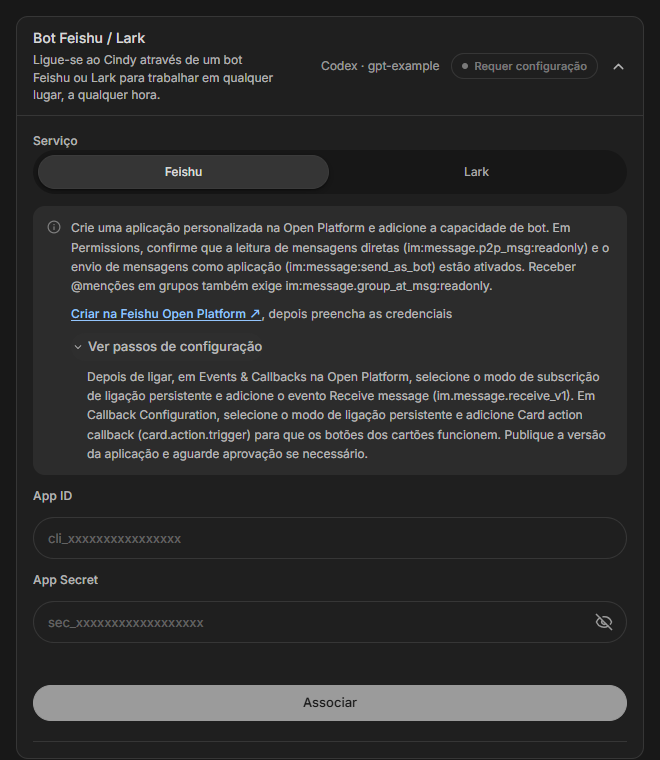 Bot Feishu / Lark
Ligue-se ao Cindy através de um bot
Feishu ou Lark para trabalhar em qualquer
lugar, a qualquer hora.
Codex · gpt-example
Requer configuração
Serviço
Feishu
Lark
Crie uma aplicação personalizada na Open Platform e adicione a capacidade de bot. Em
Permissions, confirme que a leitura de mensagens diretas (im:message.p2p_msg:readonly) e o
envio de mensagens como aplicação (im:message:send_as_bot) estão ativados. Receber
@menções em grupos também exige im:message.group_at_msg:readonly.
Criar na Feishu Open Platform ↗, depois preencha as credenciais
Ver passos de configuração
Depois de ligar, em Events & Callbacks na Open Platform, selecione o modo de subscrição
de ligação persistente e adicione o evento Receive message (im.message.receive_v1). Em
Callback Configuration, selecione o modo de ligação persistente e adicione Card action
callback (card.action.trigger) para que os botões dos cartões funcionem. Publique a versão
da aplicação e aguarde aprovação se necessário.
App ID
cli_xxxxxxxxxxxxxxxx
App Secret
sec_xxxxxxxxxxxxxxxxxx
Associar